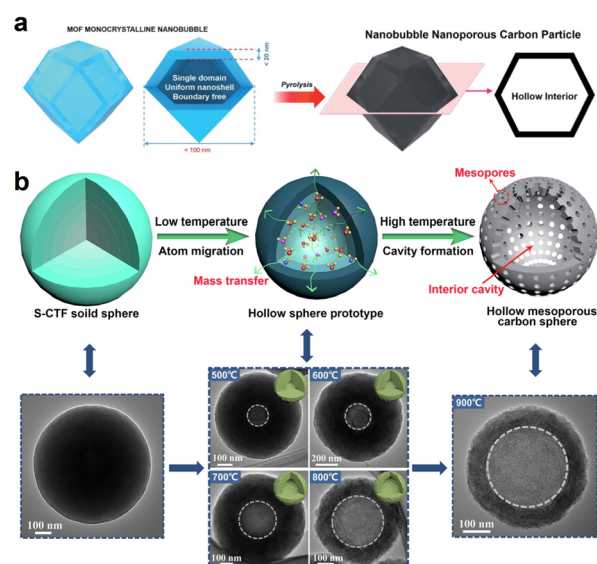 a
MOF MONOCRYSTALLINE NANOBUBBLE
< 20 nm
Single domain
Uniform nanoshell
Boundary free
< 100 nm
Pyrolysis
Nanobubble Nanoporous Carbon Particle
Hollow Interior
b
Low temperature
Atom migration
Mass transfer
High temperature
Cavity formation
Mesopores
Interior cavity
S-CTF soild sphere
Hollow sphere prototype
Hollow mesoporous
carbon sphere
100 nm
500℃
100 nm
600℃
200 nm
700℃
100 nm
800℃
100 nm
900℃
100 nm